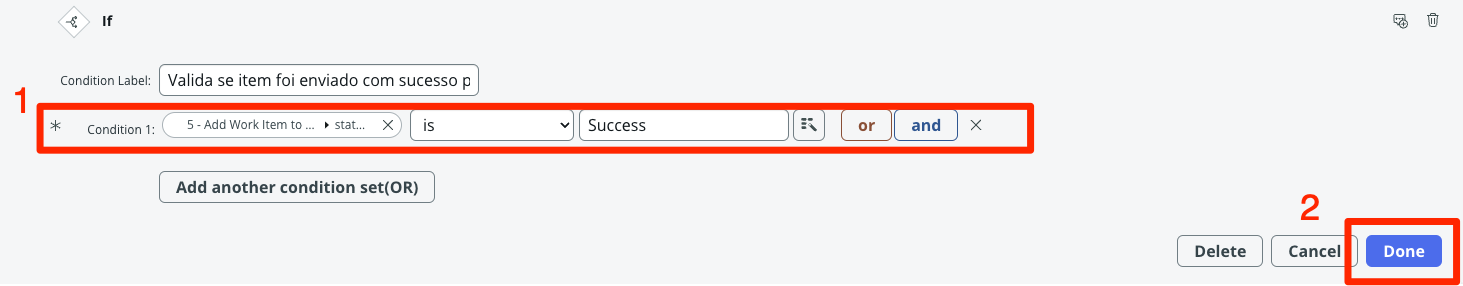 If
Condition Label: Valida se item foi enviado com sucesso p
1
* Condition 1: 5 - Add Work Item to ... stat... is Success or and
Add another condition set(OR)
2
Delete Cancel Done